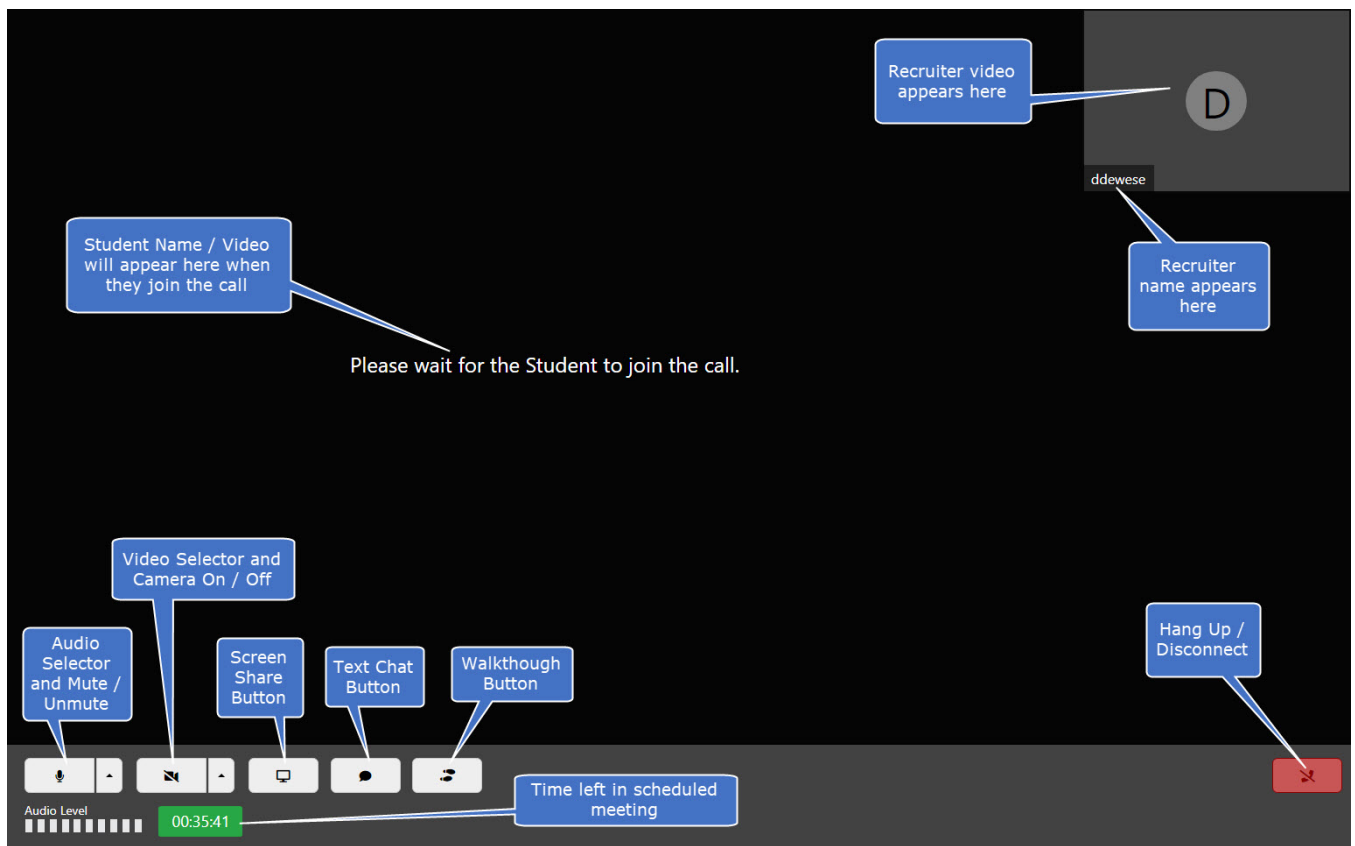 Recruiter video
appears here
D
ddewese
Student Name / Video
will appear here when
they join the call
Recruiter
name appears
here
Please wait for the Student to join the call.
Video Selector and
Camera On / Off
Audio
Selector
and Mute /
Unmute
Screen
Share
Button
Text Chat
Button
Walkthough
Button
Hang Up /
Disconnect
Time left in scheduled
meeting
Audio Level
00:35:41